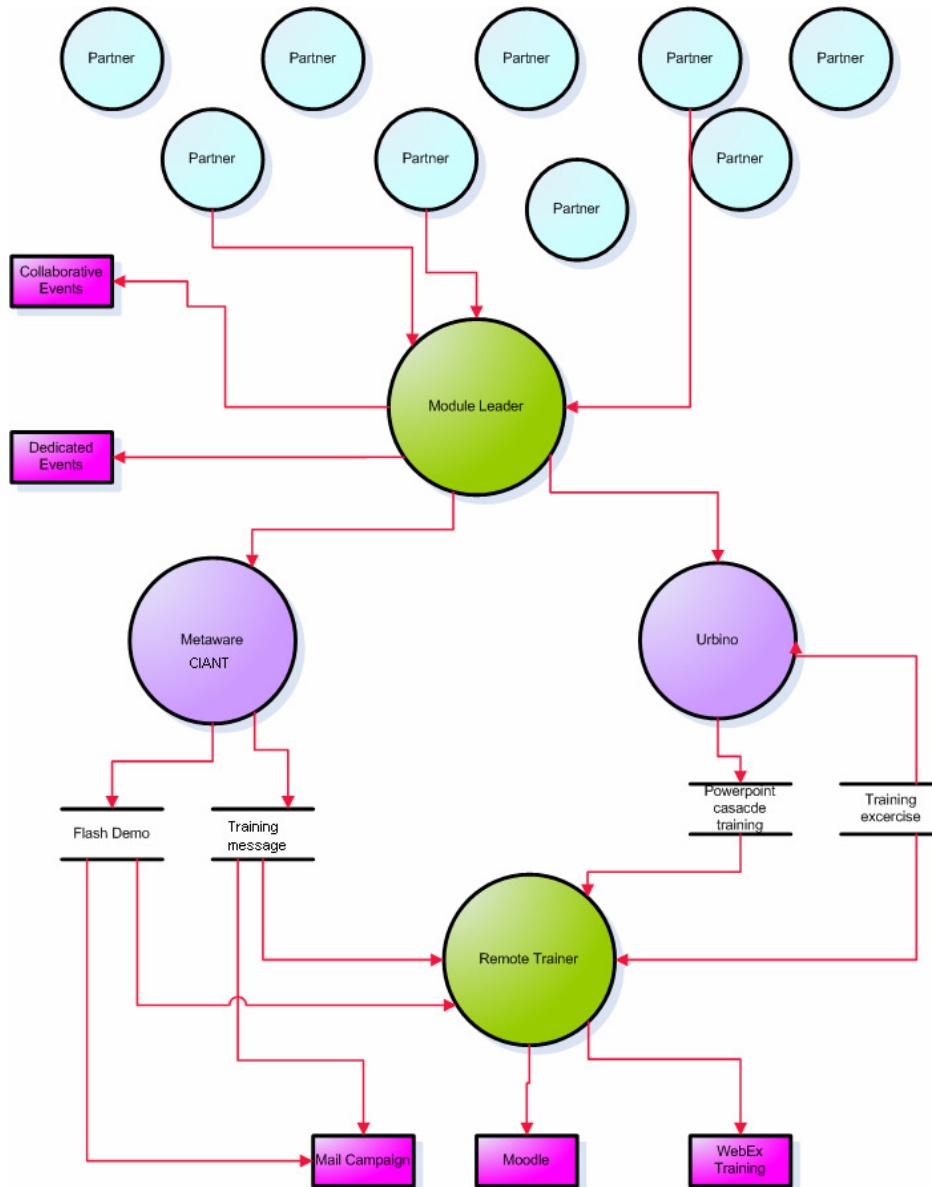 Partner
Partner
Partner
Partner
Partner
Partner
Partner
Partner
Partner
Collaborative
Events
Module Leader
Dedicated
Events
Metaware
CIANT
Urbino
Flash Demo
Training
message
Powerpoint
casacde
training
Training
excercise
Remote Trainer
Mail Campaign
Moodle
WebEx
Training